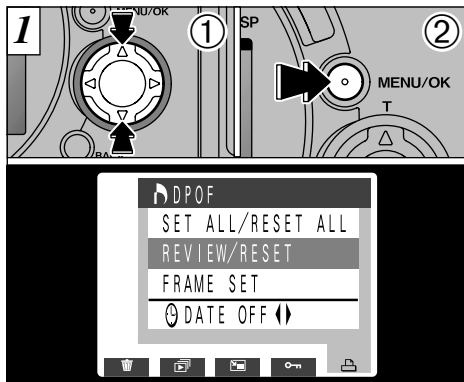 1
MENU/OK
①
BA
SP
②
MENU/OK
T
DPOF
SET ALL/RESET ALL
REVIEW/RESET
FRAME SET
DATE OFF